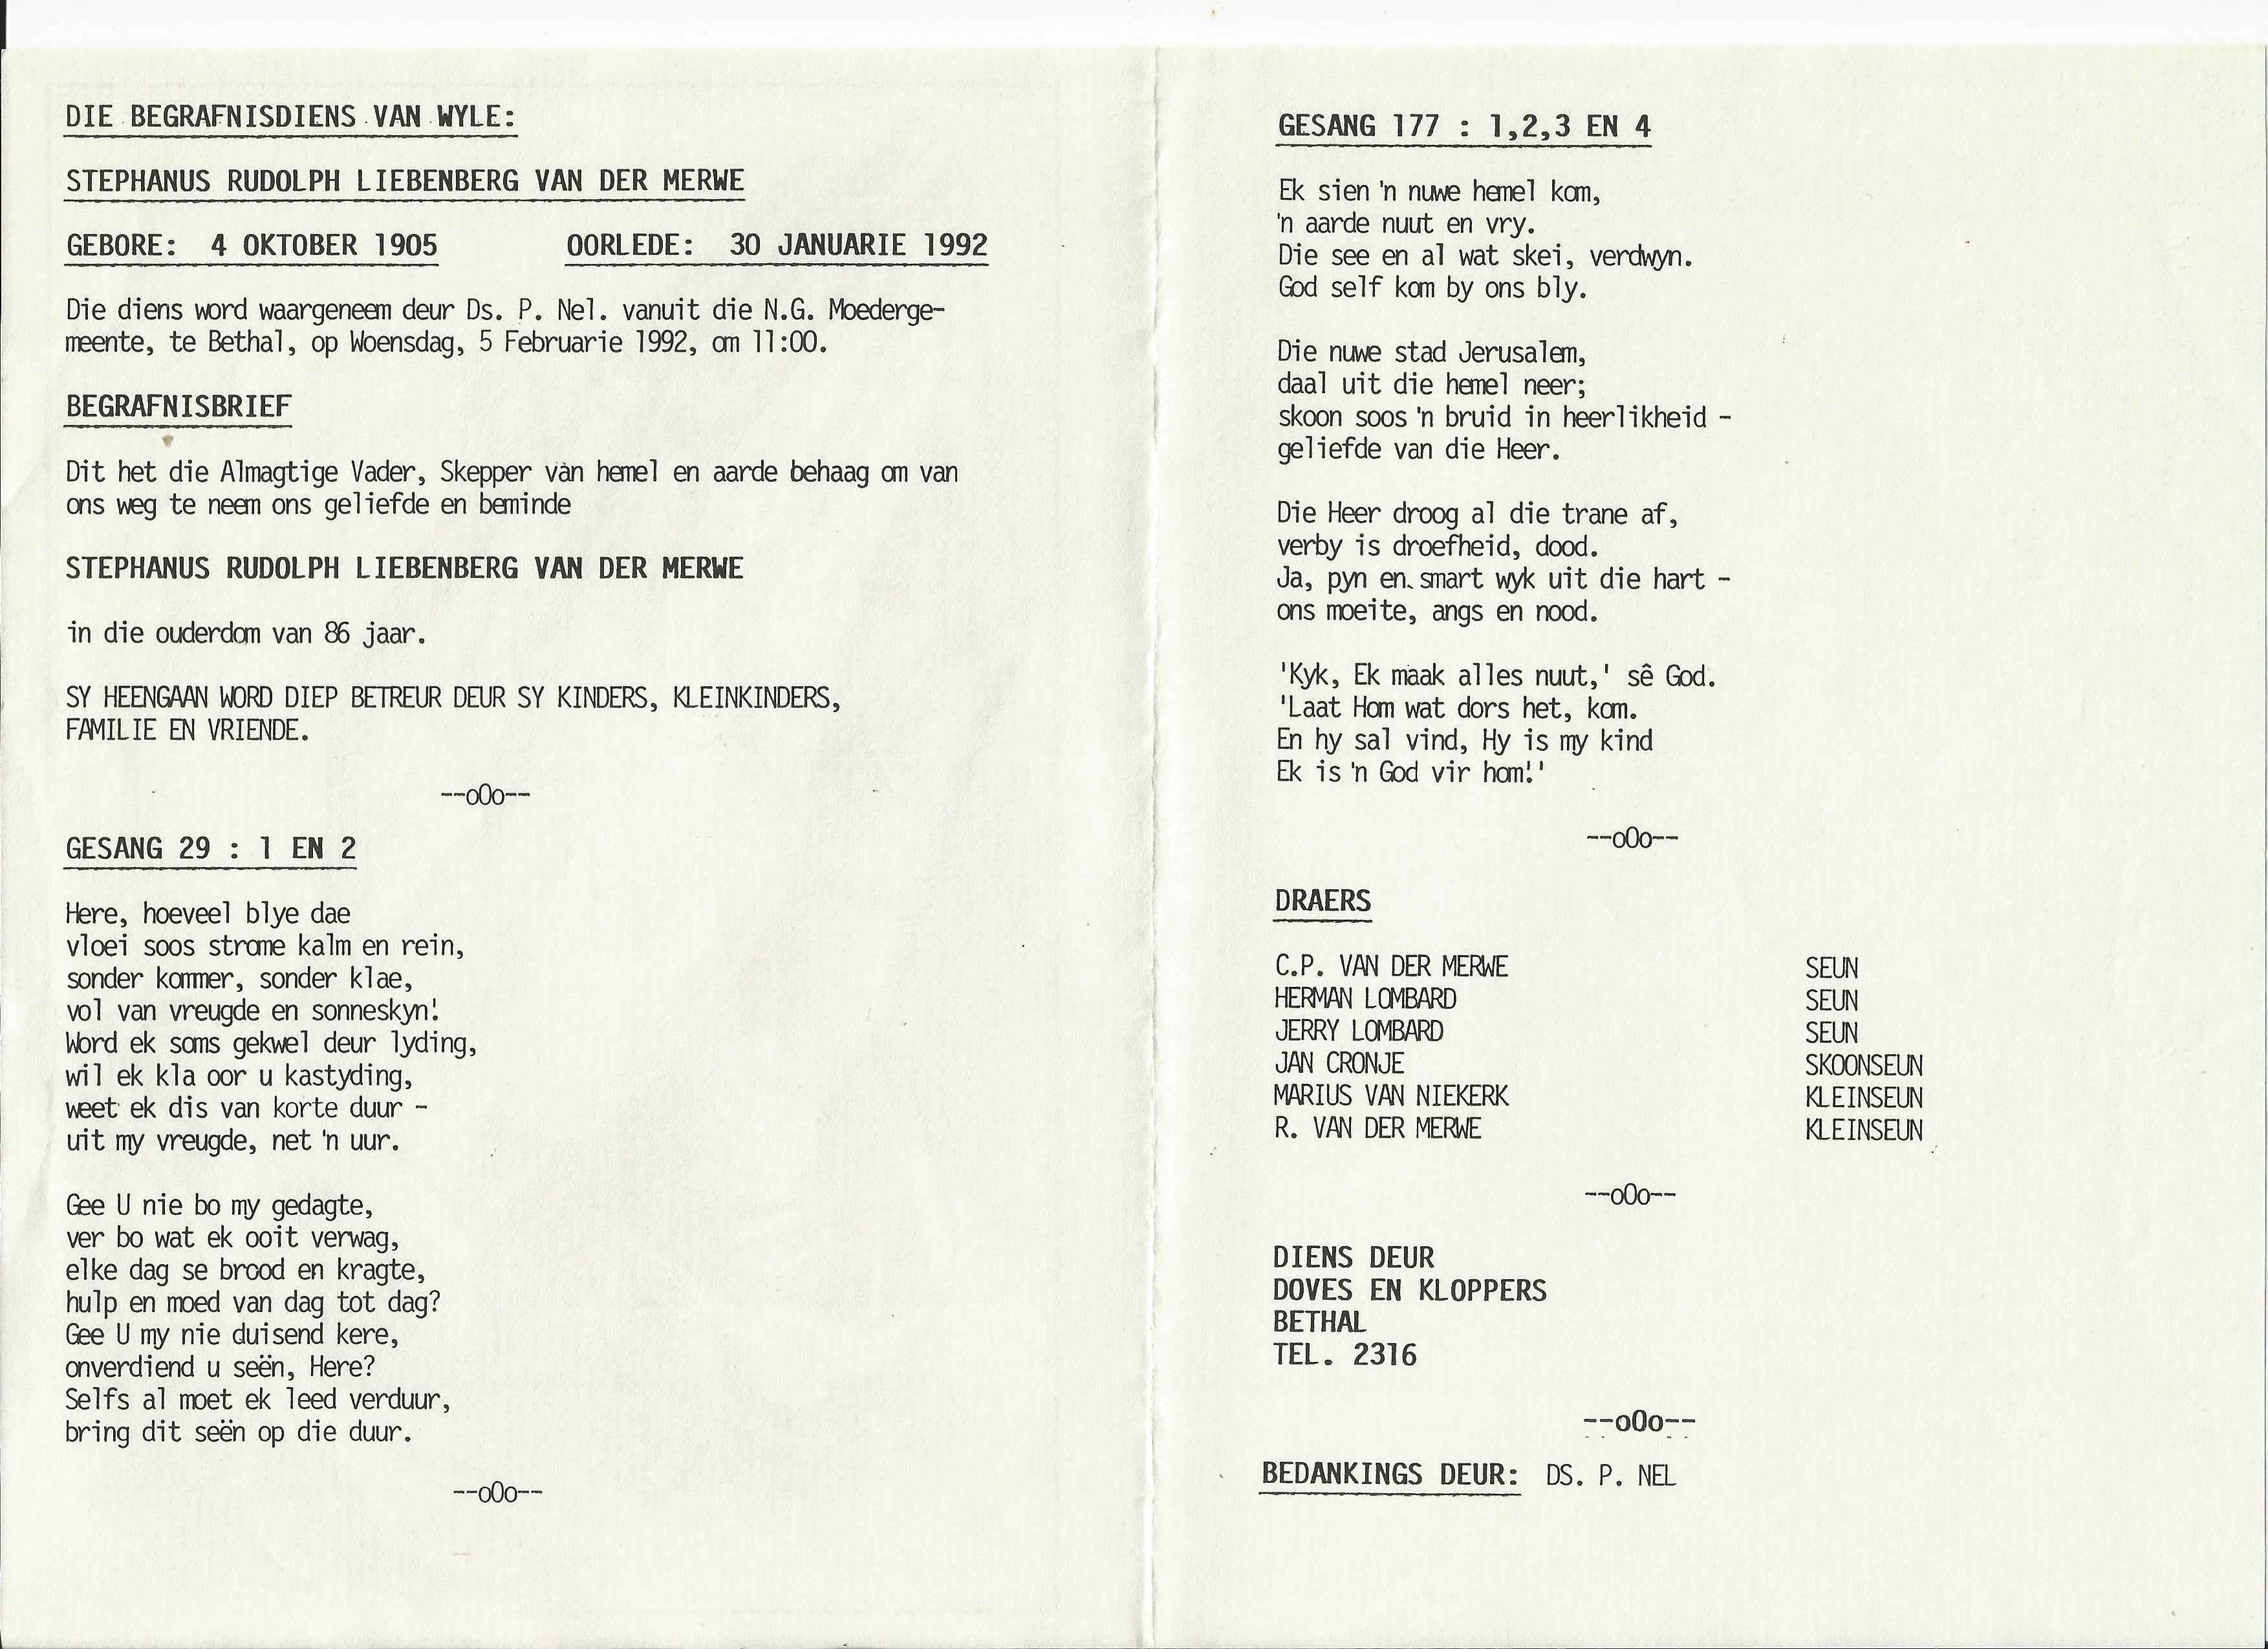 DIE BEGRAFNISDIENS VAN WYLE:
STEPHANUS RUDOLPH LIEBENBERG VAN DER MERWE
GEBORE: 4 OKTOBER 1905 OORLEDE: 30 JANUARIE 1992
Die diens word waargeneem deur Ds. P. Nel. vanuit die N.G. Moederge-
meente, te Bethal, op Woensdag, 5 Februarie 1992, om 11:00.
BEGRAFNISBRIEF
Dit het die Almagtige Vader, Skepper van hemel en aarde behaag om van
ons weg te neem ons geliefde en beminde
STEPHANUS RUDOLPH LIEBENBERG VAN DER MERWE
in die ouderdom van 86 jaar.
SY HEENGAAN WORD DIEP BETREUR DEUR SY KINDERS, KLEINKINDERS,
FAMILIE EN VRIENDE.
--oOo--
GESANG 29 : 1 EN 2
Here, hoeveel blye dae
vloei soos strome kalm en rein,
sonder kommer, sonder klae,
vol van vreugde en sonneskyn!
Word ek soms gekwel deur lyding,
wil ek kla oor u kastyding,
weet ek dis van korte duur -
uit my vreugde, net 'n uur.
Gee U nie bo my gedagte,
ver bo wat ek ooit verwag,
elke dag se brood en kragte,
hulp en moed van dag tot dag?
Gee U my nie duisend kere,
onverdiend u seën, Here?
Selfs al moet ek leed verduur,
bring dit seën op die duur.
--oOo--
GESANG 177 : 1,2,3 EN 4
Ek sien 'n nuwe hemel kom,
'n aarde nuut en vry.
Die see en al wat skei, verdwyn.
God self kom by ons bly.
Die nuwe stad Jerusalem,
daal uit die hemel neer;
skoon soos 'n bruid in heerlikheid -
geliefde van die Heer.
Die Heer droog al die trane af,
verby is droefheid, dood.
Ja, pyn en smart wyk uit die hart -
ons moeite, angs en nood.
'Kyk, Ek maak alles nuut,' sê God.
'Laat Hom wat dors het, kom.
En hy sal vind, Hy is my kind
Ek is 'n God vir hom!'
--oOo--
DRAERS
C.P. VAN DER MERWE SEUN
HERMAN LOMBARD SEUN
JERRY LOMBARD SEUN
JAN CRONJE SKOONSEUN
MARIUS VAN NIEKERK KLEINSEUN
R. VAN DER MERWE KLEINSEUN
--oOo--
DIENS DEUR
DOVES EN KLOPPERS
BETHAL
TEL. 2316
--oOo--
BEDANKINGS DEUR: DS. P. NEL